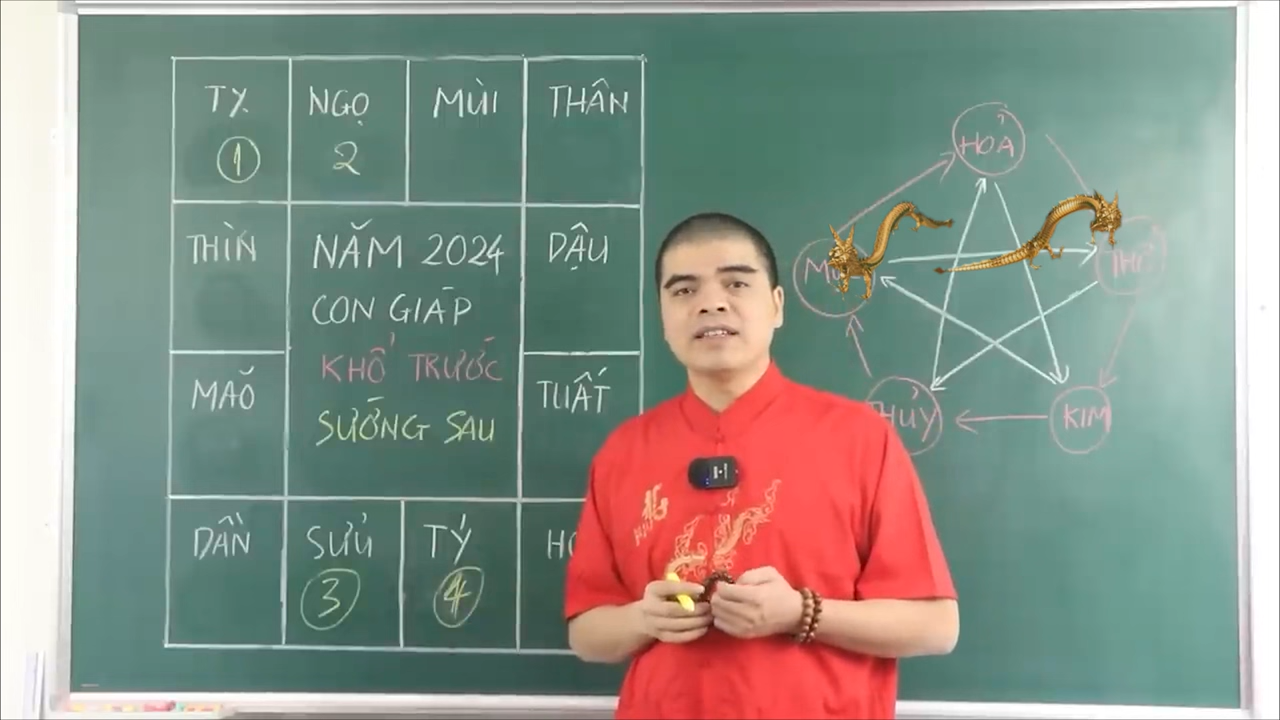 TỴ NGỌ MÙI THÂN
1 2
THÌN DẬU
NĂM 2024
CON GIÁP
KHỔ TRƯỚC
SƯỚNG SAU
MÃO TUẤT
DẦN SỬU TÝ
3 4
HỎA
THỦY
KIM